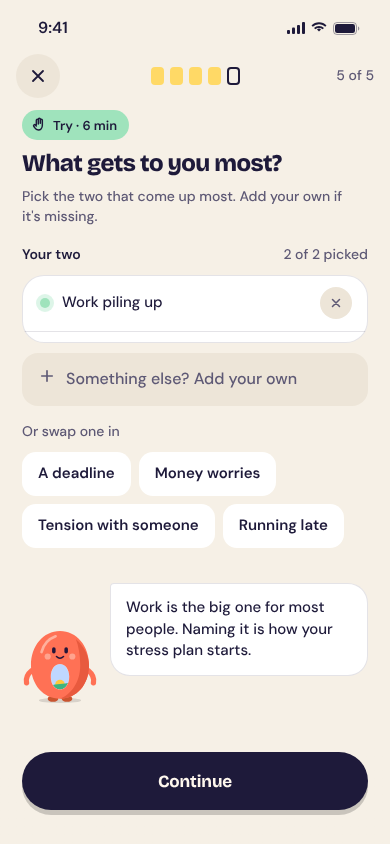 9:41
5 of 5
Try · 6 min
What gets to you most?
Pick the two that come up most. Add your own if
it's missing.
Your two
2 of 2 picked
Work piling up
Something else? Add your own
Or swap one in
A deadline
Money worries
Tension with someone
Running late
Work is the big one for most
people. Naming it is how your
stress plan starts.
Continue